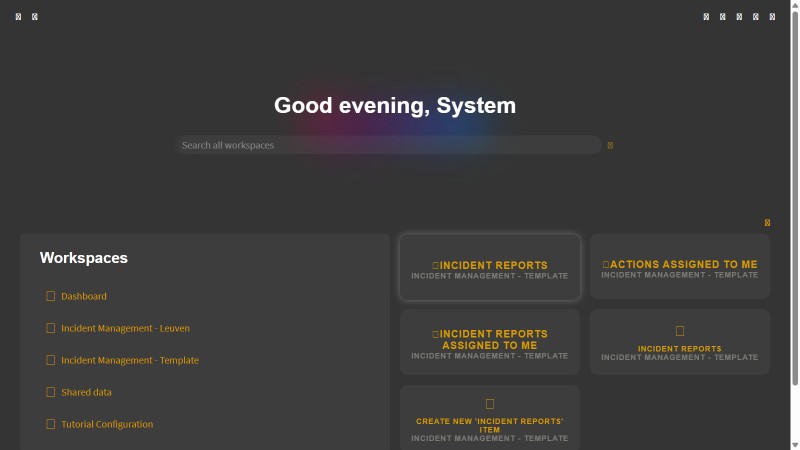 Good evening, System
Search all workspaces
Workspaces
Dashboard
Incident Management - Leuven
Incident Management - Template
Shared data
Tutorial Configuration
INCIDENT REPORTS
INCIDENT MANAGEMENT - TEMPLATE
ACTIONS ASSIGNED TO ME
INCIDENT MANAGEMENT - TEMPLATE
INCIDENT REPORTS
ASSIGNED TO ME
INCIDENT MANAGEMENT - TEMPLATE
INCIDENT REPORTS
INCIDENT MANAGEMENT - TEMPLATE
CREATE NEW 'INCIDENT REPORTS'
ITEM
INCIDENT MANAGEMENT - TEMPLATE